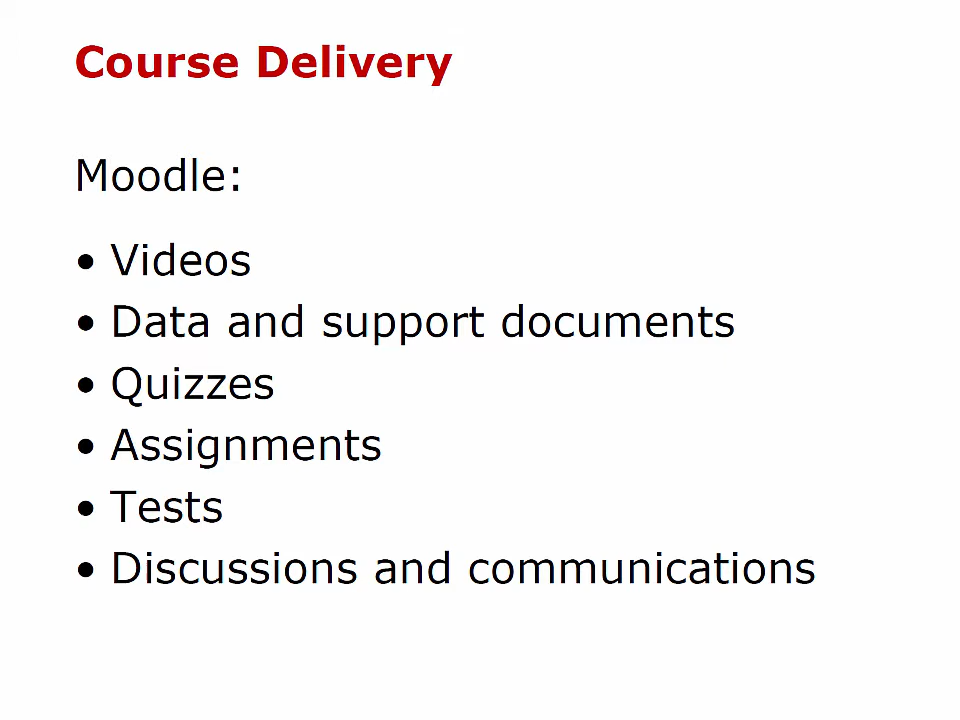 Course Delivery
Moodle:
• Videos
• Data and support documents
• Quizzes
• Assignments
• Tests
• Discussions and communications